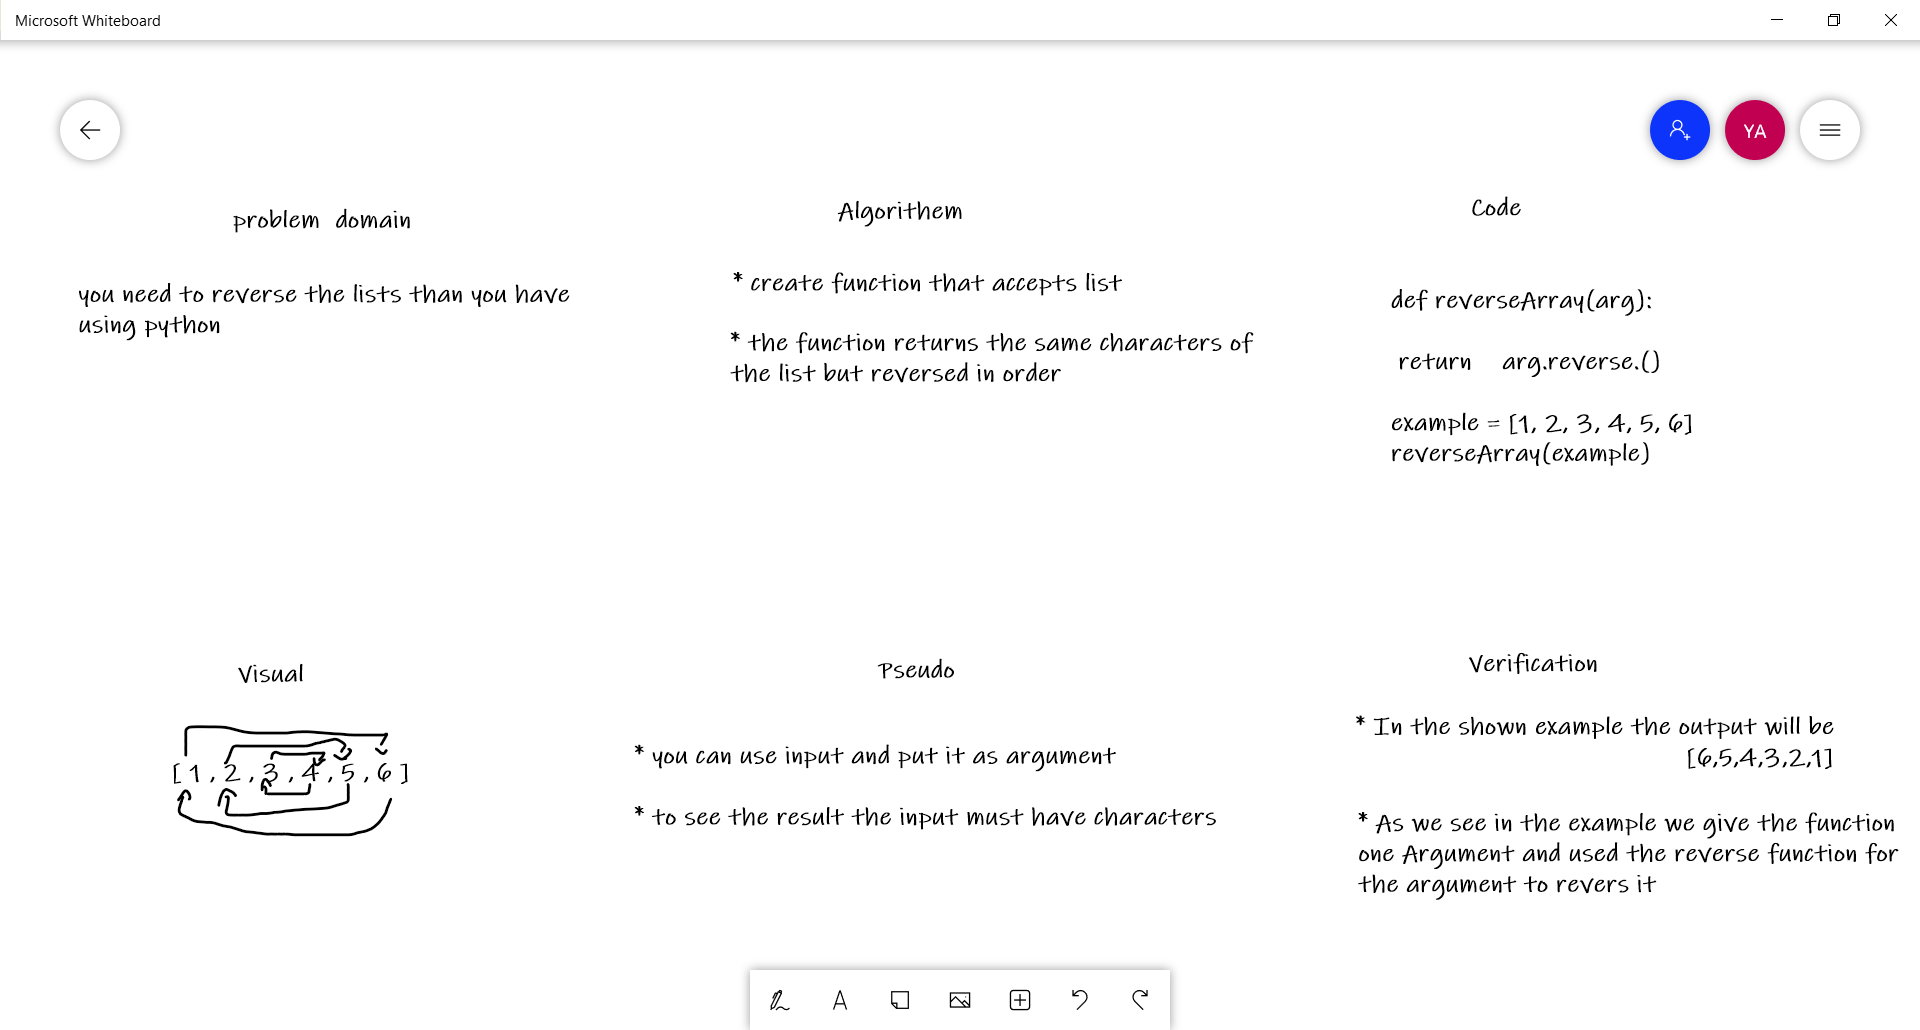 Microsoft Whiteboard
YA
problem domain
you need to reverse the lists than you have
using python
Algorithem
* create function that accepts list
* the function returns the same characters of
the list but reversed in order
Code
def reverseArray(arg):
return arg.reverse.()
example = [1, 2, 3, 4, 5, 6]
reverseArray(example)
Visual
[1,2,3,4,5,6]
Pseudo
* you can use input and put it as argument
* to see the result the input must have characters
Verification
* In the shown example the output will be
[6,5,4,3,2,1]
* As we see in the example we give the function
one Argument and used the reverse function for
the argument to revers it